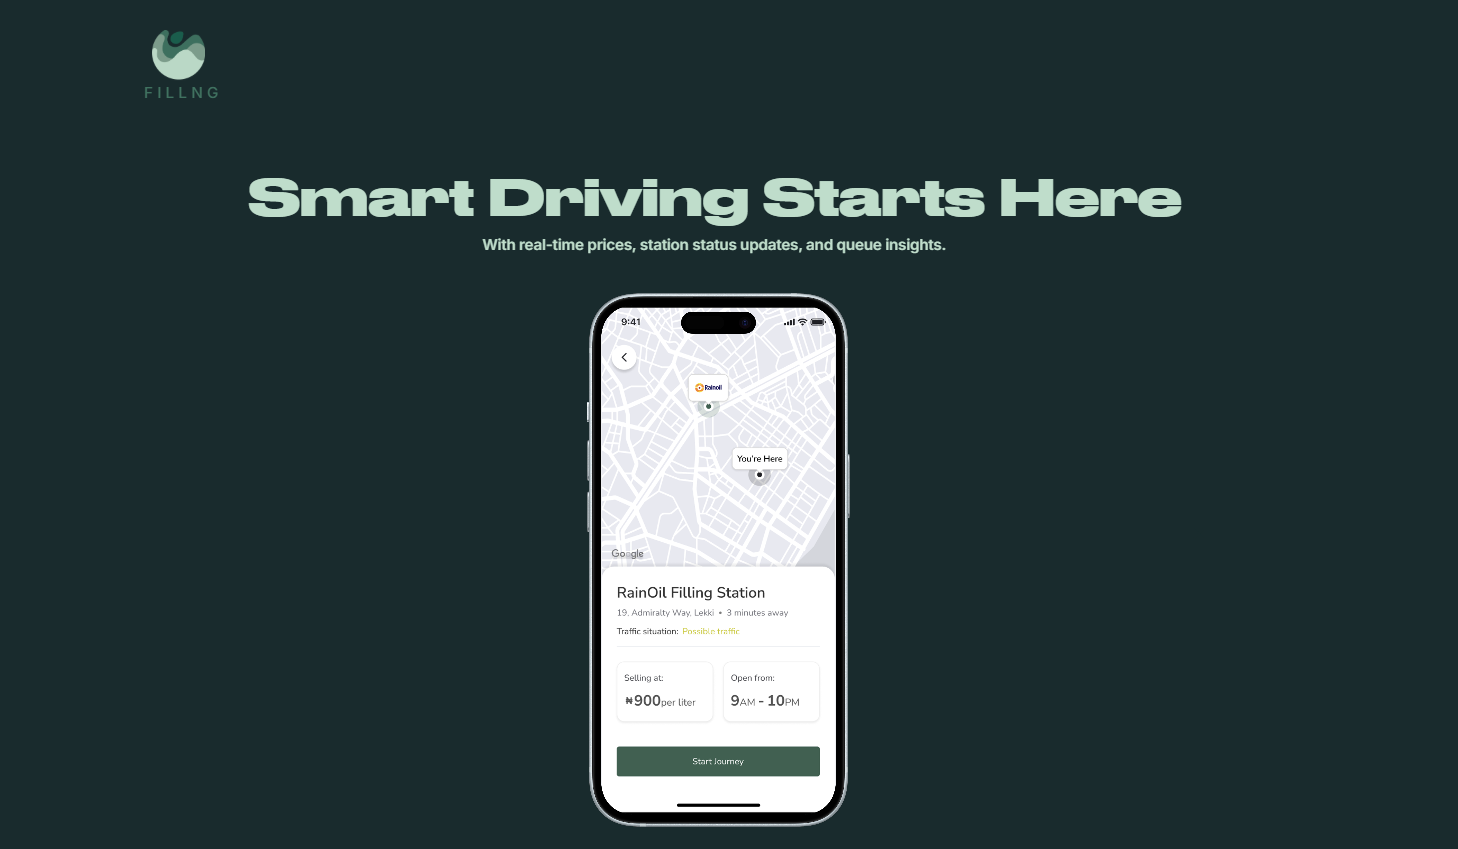 FILLNG
Smart Driving Starts Here
With real-time prices, station status updates, and queue insights.
9:41
Rainoil
You're Here
Google
RainOil Filling Station
19, Admiralty Way, Lekki • 3 minutes away
Traffic situation: Possible traffic
Selling at:
₦900per liter
Open from:
9AM - 10PM
Start Journey